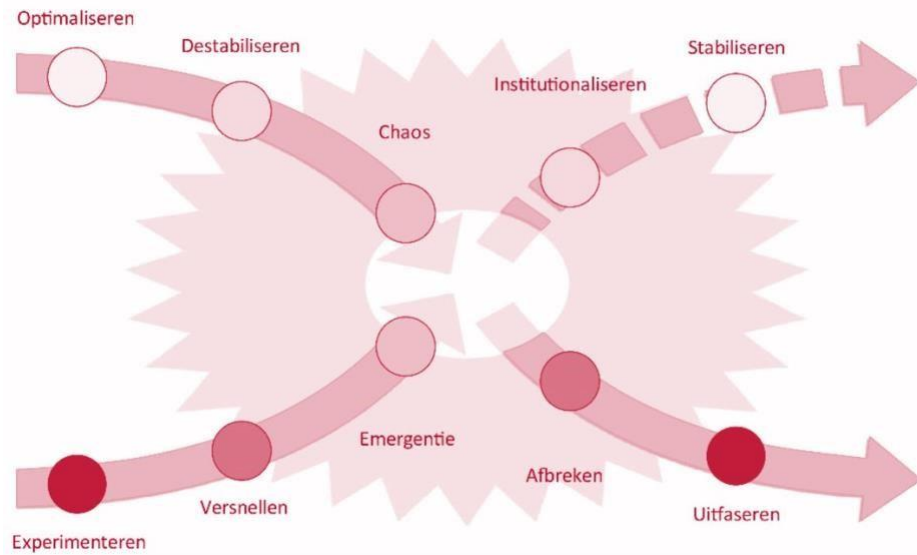 Optimaliseren
Destabiliseren
Chaos
Institutionaliseren
Stabiliseren
Experimenteren
Versnellen
Emergentie
Afbreken
Uitfaseren